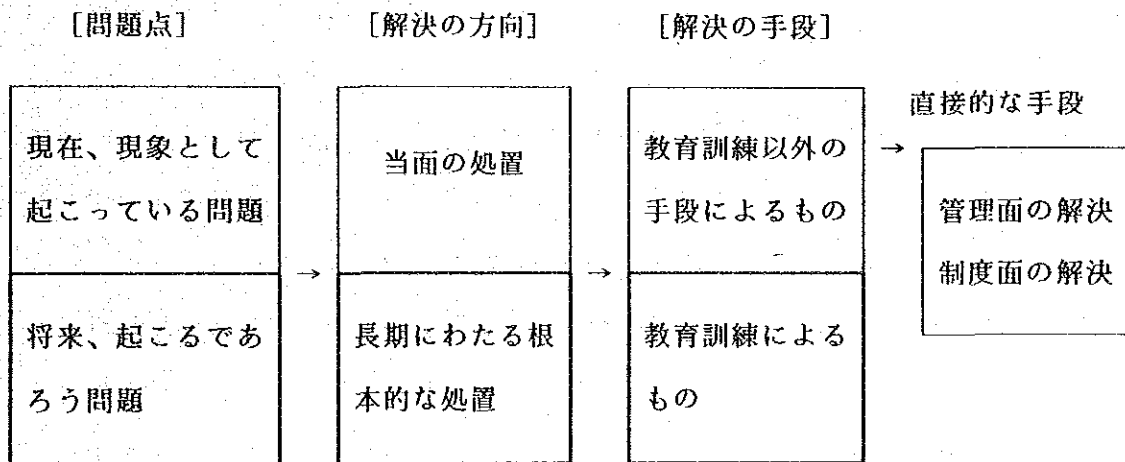 [問題点]
[解決の方向]
[解決の手段]
現在、現象として
起こっている問題
当面の処置
教育訓練以外の
手段によるもの
→
直接的な手段
管理面の解決
制度面の解決
→
→
将来、起こるであ
ろう問題
長期にわたる根
本的な処置
教育訓練による
もの